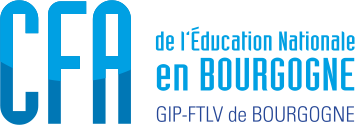 CFA
de l'Éducation Nationale
en BOURGOGNE
GIP-FTLV de BOURGOGNE